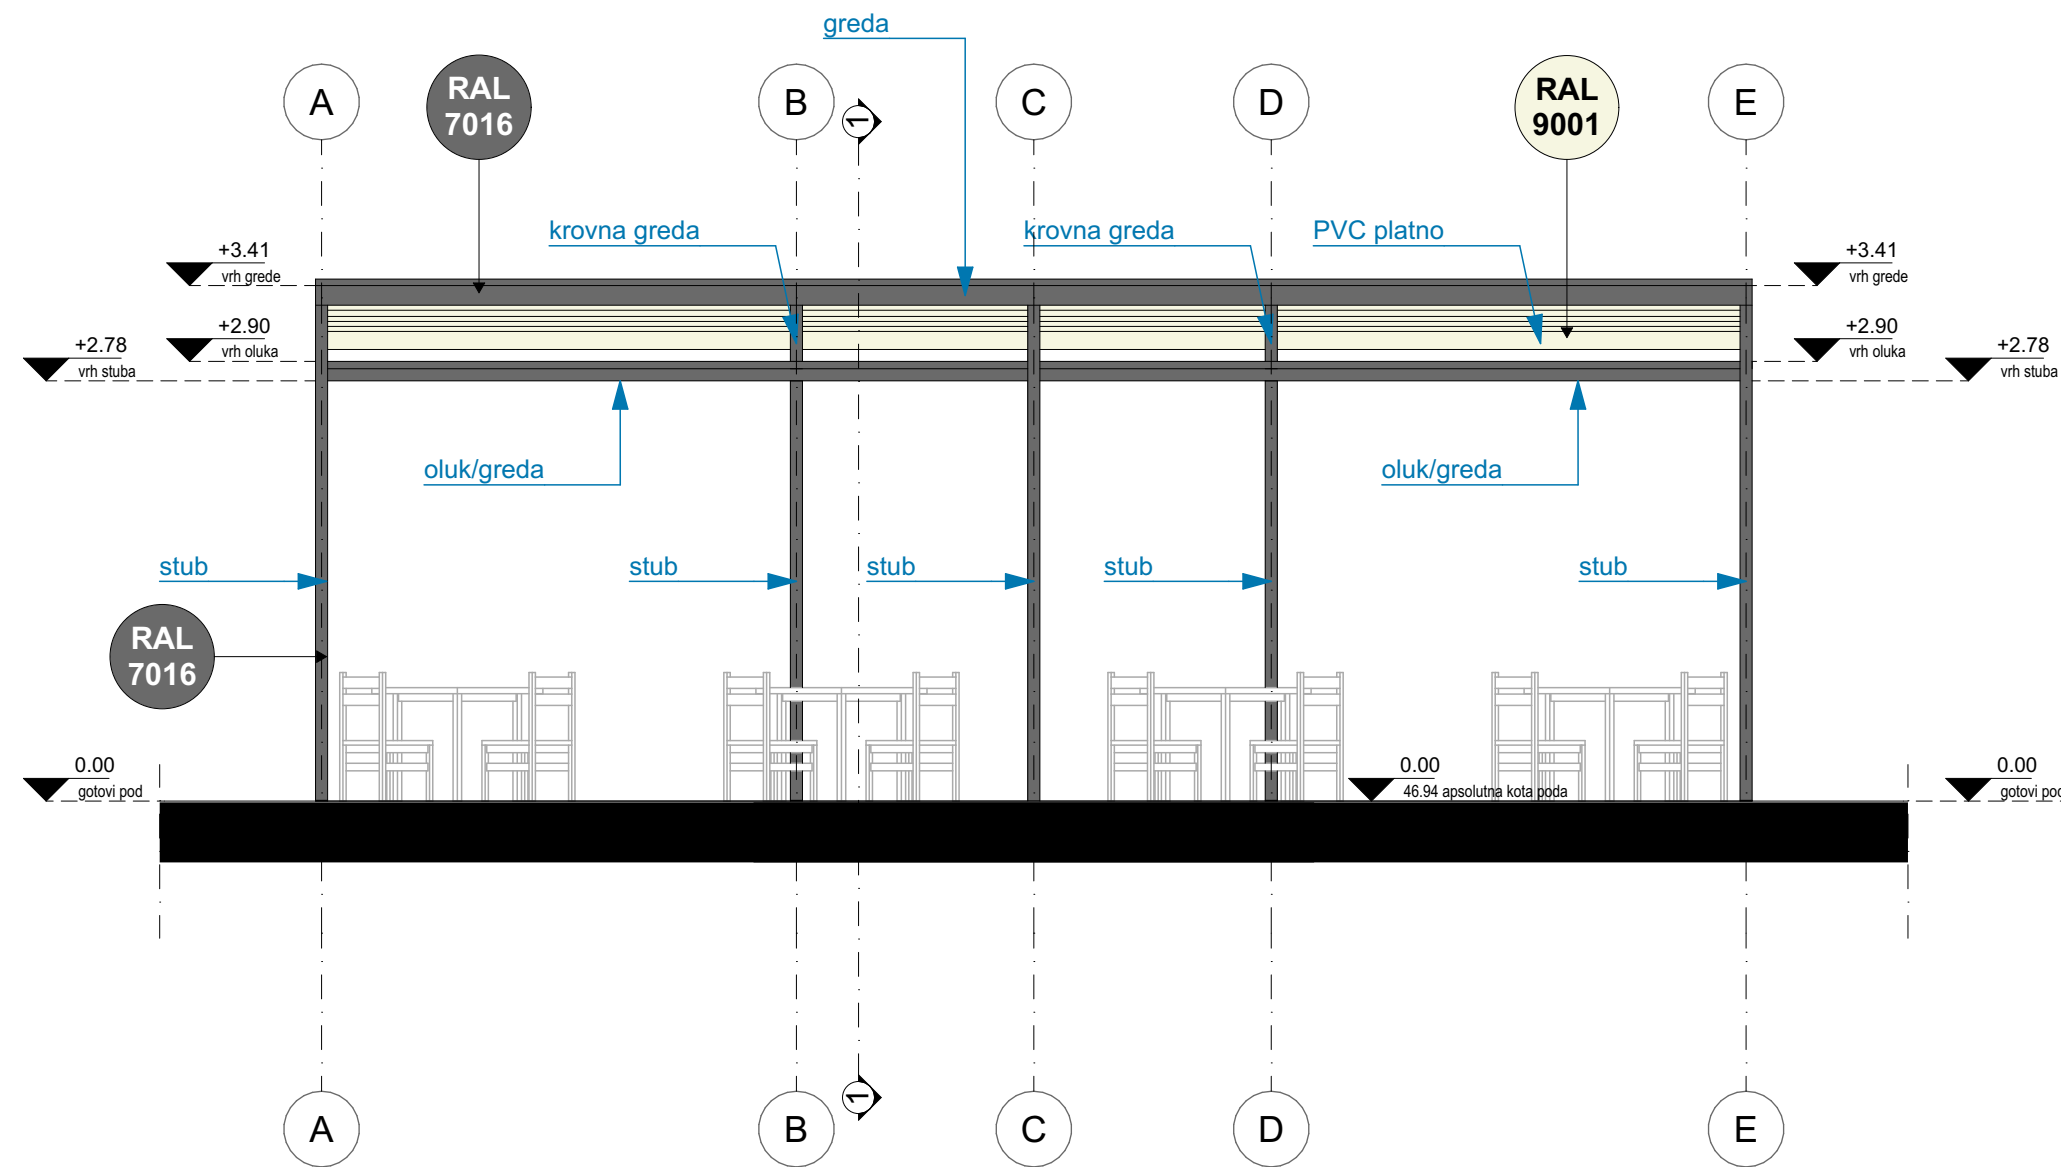 greda
A
RAL
7016
B
1
C
D
RAL
9001
E
krovna greda
krovna greda
PVC platno
+3.41
vrh grede
+3.41
vrh grede
+2.90
vrh oluka
+2.90
vrh oluka
+2.78
vrh stuba
+2.78
vrh stuba
oluk/greda
oluk/greda
stub
stub
stub
stub
stub
RAL
7016
0.00
gotovi pod
0.00
46.94 apsolutna kota poda
0.00
gotovi pod
1
A
B
C
D
E